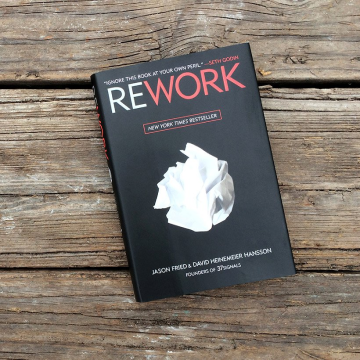 "IGNORE THIS BOOK AT YOUR OWN PERIL." —SETH GODIN
REWORK
NEW YORK TIMES BESTSELLER
JASON FRIED & DAVID HEINEMEIER HANSSON
FOUNDERS OF 37SIGNALS